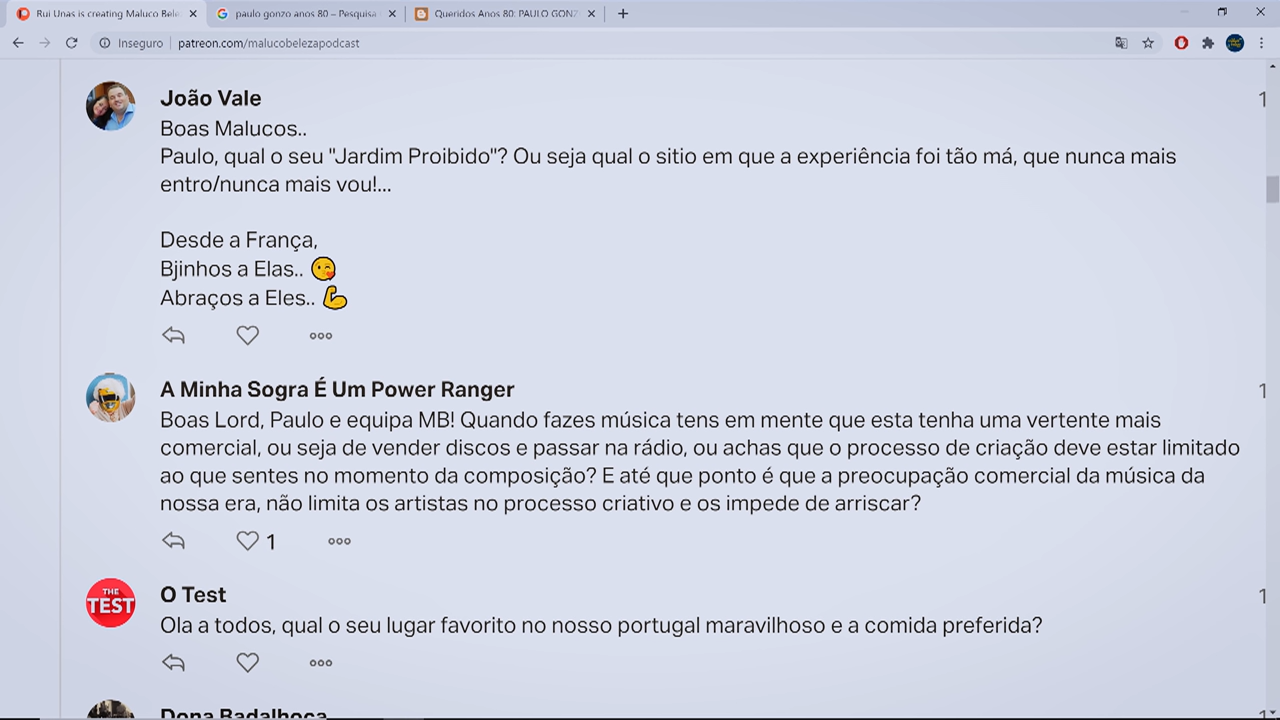 Rui Unas is creating Maluco Bele
paulo gonzo anos 80 – Pesquisa
Queridos Anos 80: PAULO GONZ
Inseguro
patreon.com/malucobelezapodcast
João Vale
1
Boas Malucos..
Paulo, qual o seu "Jardim Proibido"? Ou seja qual o sitio em que a experiência foi tão má, que nunca mais
entro/nunca mais vou!...
Desde a França,
Bjinhos a Elas.. 😘
Abraços a Eles.. 💪
A Minha Sogra É Um Power Ranger
1
Boas Lord, Paulo e equipa MB! Quando fazes música tens em mente que esta tenha uma vertente mais
comercial, ou seja de vender discos e passar na rádio, ou achas que o processo de criação deve estar limitado
ao que sentes no momento da composição? E até que ponto é que a preocupação comercial da música da
nossa era, não limita os artistas no processo criativo e os impede de arriscar?
1
THE
TEST
O Test
1
Ola a todos, qual o seu lugar favorito no nosso portugal maravilhoso e a comida preferida?
Dona Badalhoca
1